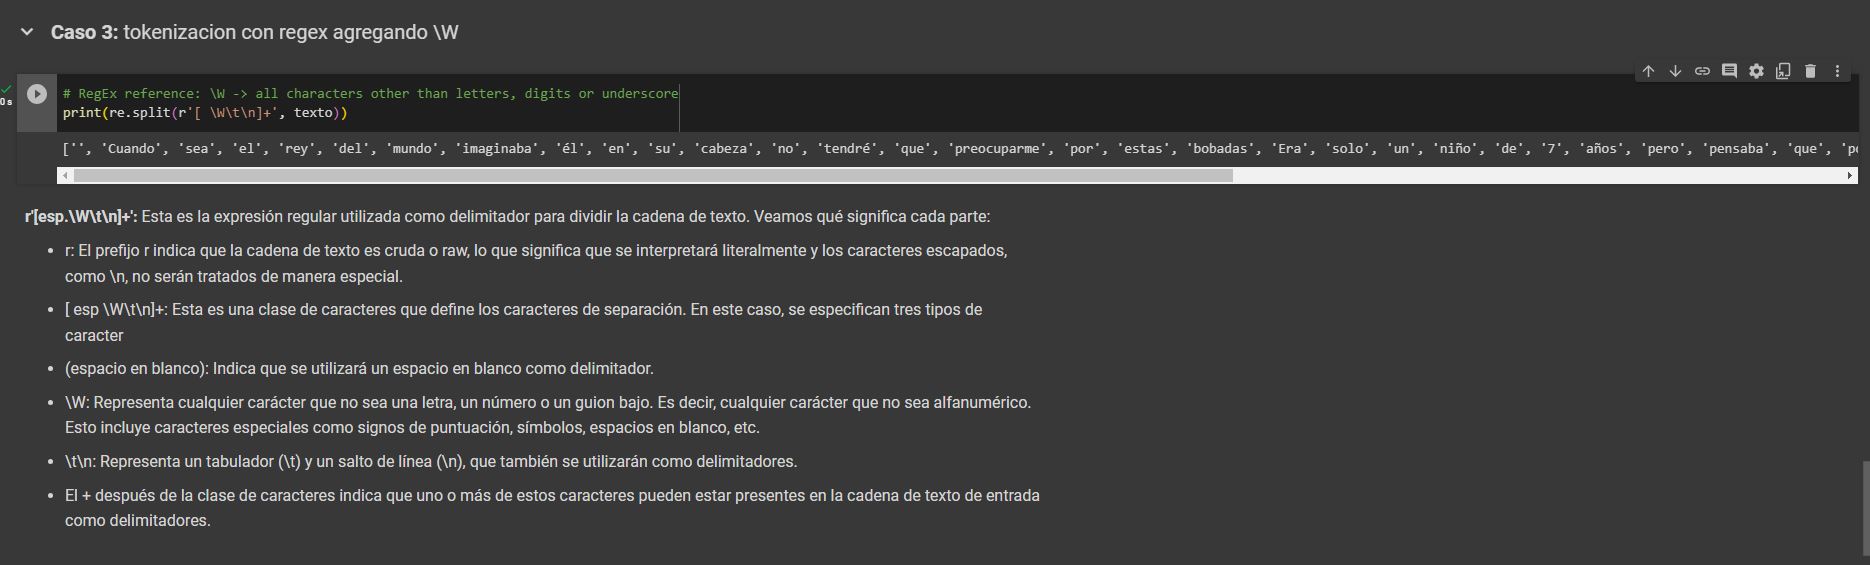 Caso 3: tokenizacion con regex agregando \W
0 s
# RegEx reference: \W -> all characters other than letters, digits or underscore
print(re.split(r'[ \W\t\n]+', texto))
['', 'Cuando', 'sea', 'el', 'rey', 'del', 'mundo', 'imaginaba', 'él', 'en', 'su', 'cabeza', 'no', 'tendré', 'que', 'preocuparme', 'por', 'estas', 'bobadas', 'Era', 'solo', 'un', 'niño', 'de', '7', 'años', 'pero', 'pensaba', 'que',
r'[esp.\W\t\n]+': Esta es la expresión regular utilizada como delimitador para dividir la cadena de texto. Veamos qué significa cada parte:
• r: El prefijo r indica que la cadena de texto es cruda o raw, lo que significa que se interpretará literalmente y los caracteres escapados,
como \n, no serán tratados de manera especial.
• [ esp \W\t\n]+: Esta es una clase de caracteres que define los caracteres de separación. En este caso, se especifican tres tipos de
caracter
• (espacio en blanco): Indica que se utilizará un espacio en blanco como delimitador.
• \W: Representa cualquier carácter que no sea una letra, un número o un guion bajo. Es decir, cualquier carácter que no sea alfanumérico.
Esto incluye caracteres especiales como signos de puntuación, símbolos, espacios en blanco, etc.
• \t\n: Representa un tabulador (\t) y un salto de línea (\n), que también se utilizarán como delimitadores.
• El + después de la clase de caracteres indica que uno o más de estos caracteres pueden estar presentes en la cadena de texto de entrada
como delimitadores.